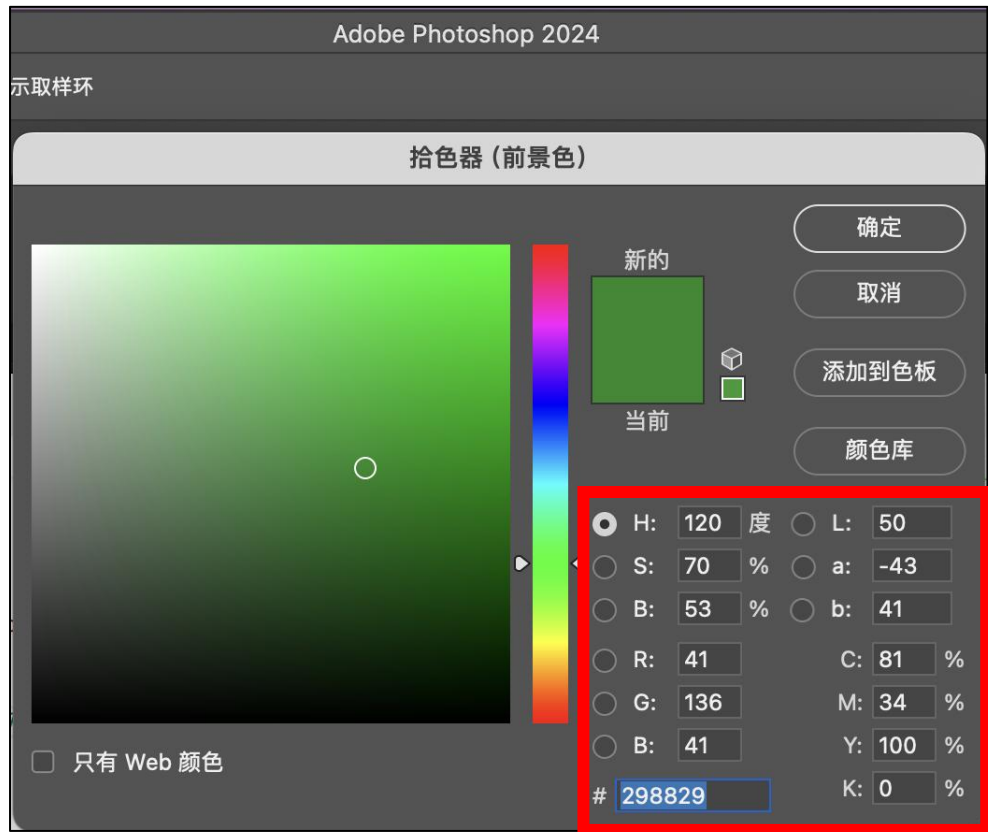 Adobe Photoshop 2024
示取样环
拾色器 (前景色)
确定
新的
取消
添加到色板
当前
颜色库
H: 120 度 L: 50
S: 70 % a: -43
B: 53 % b: 41
R: 41 C: 81 %
G: 136 M: 34 %
B: 41 Y: 100 %
只有 Web 颜色
# 298829 K: 0 %